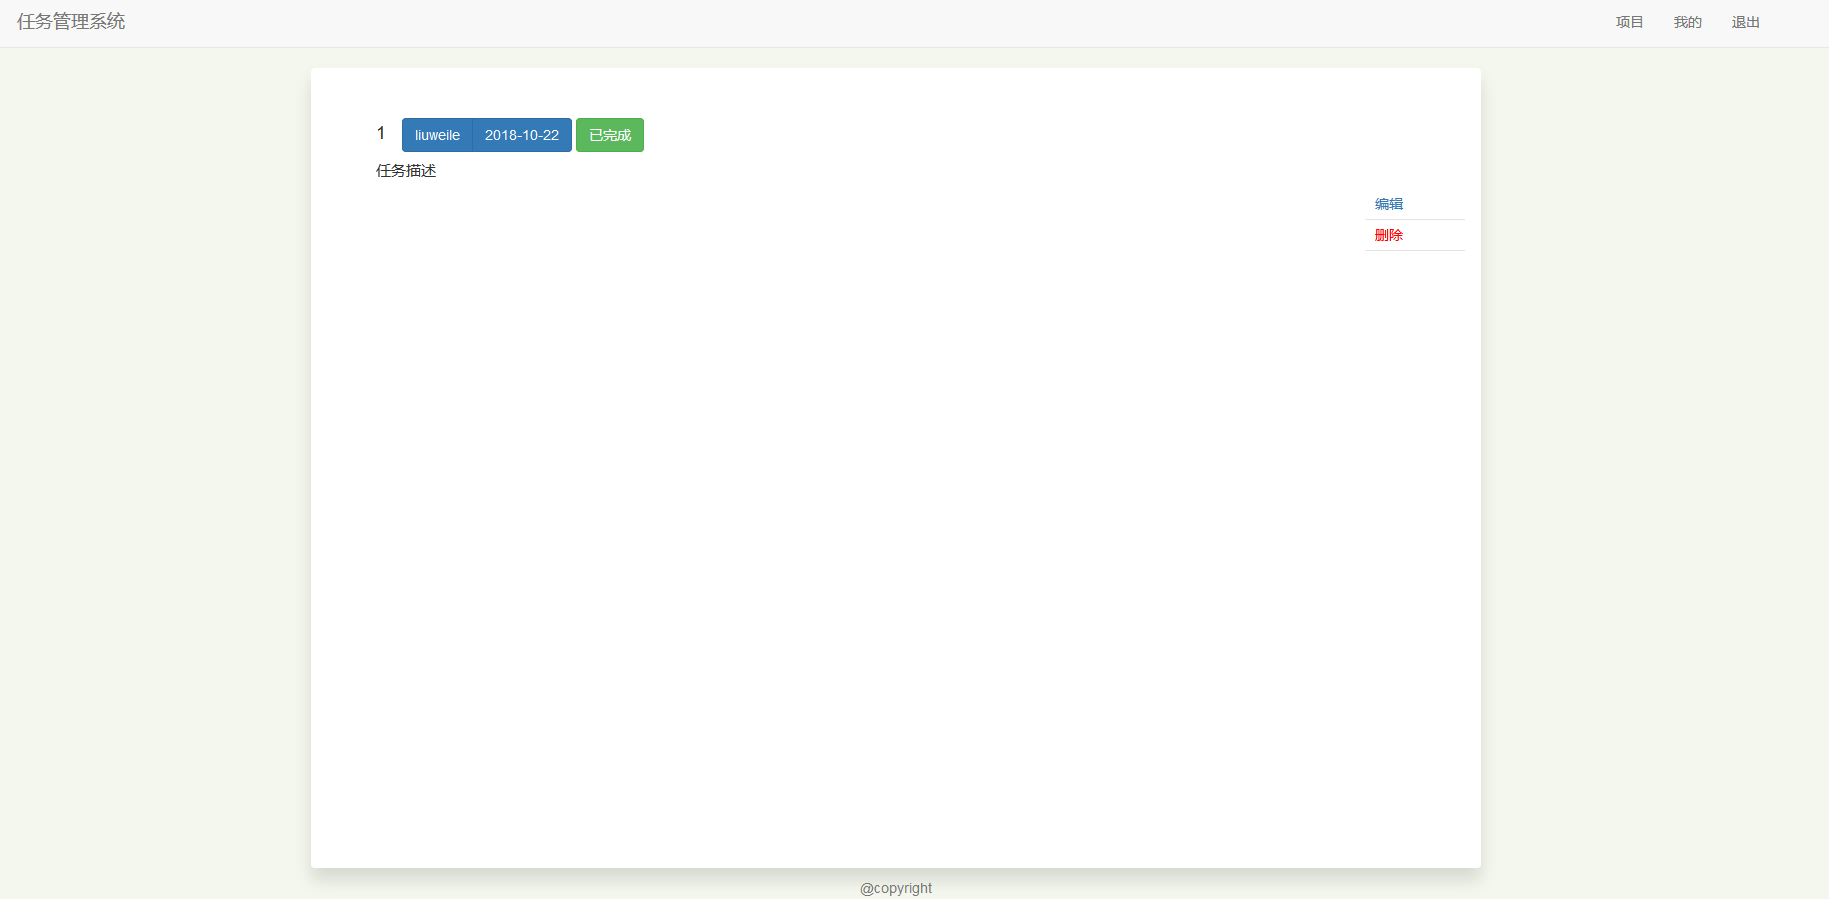 任务管理系统 项目 我的 退出
1 liuweile 2018-10-22 已完成
任务描述
编辑
删除
@copyright